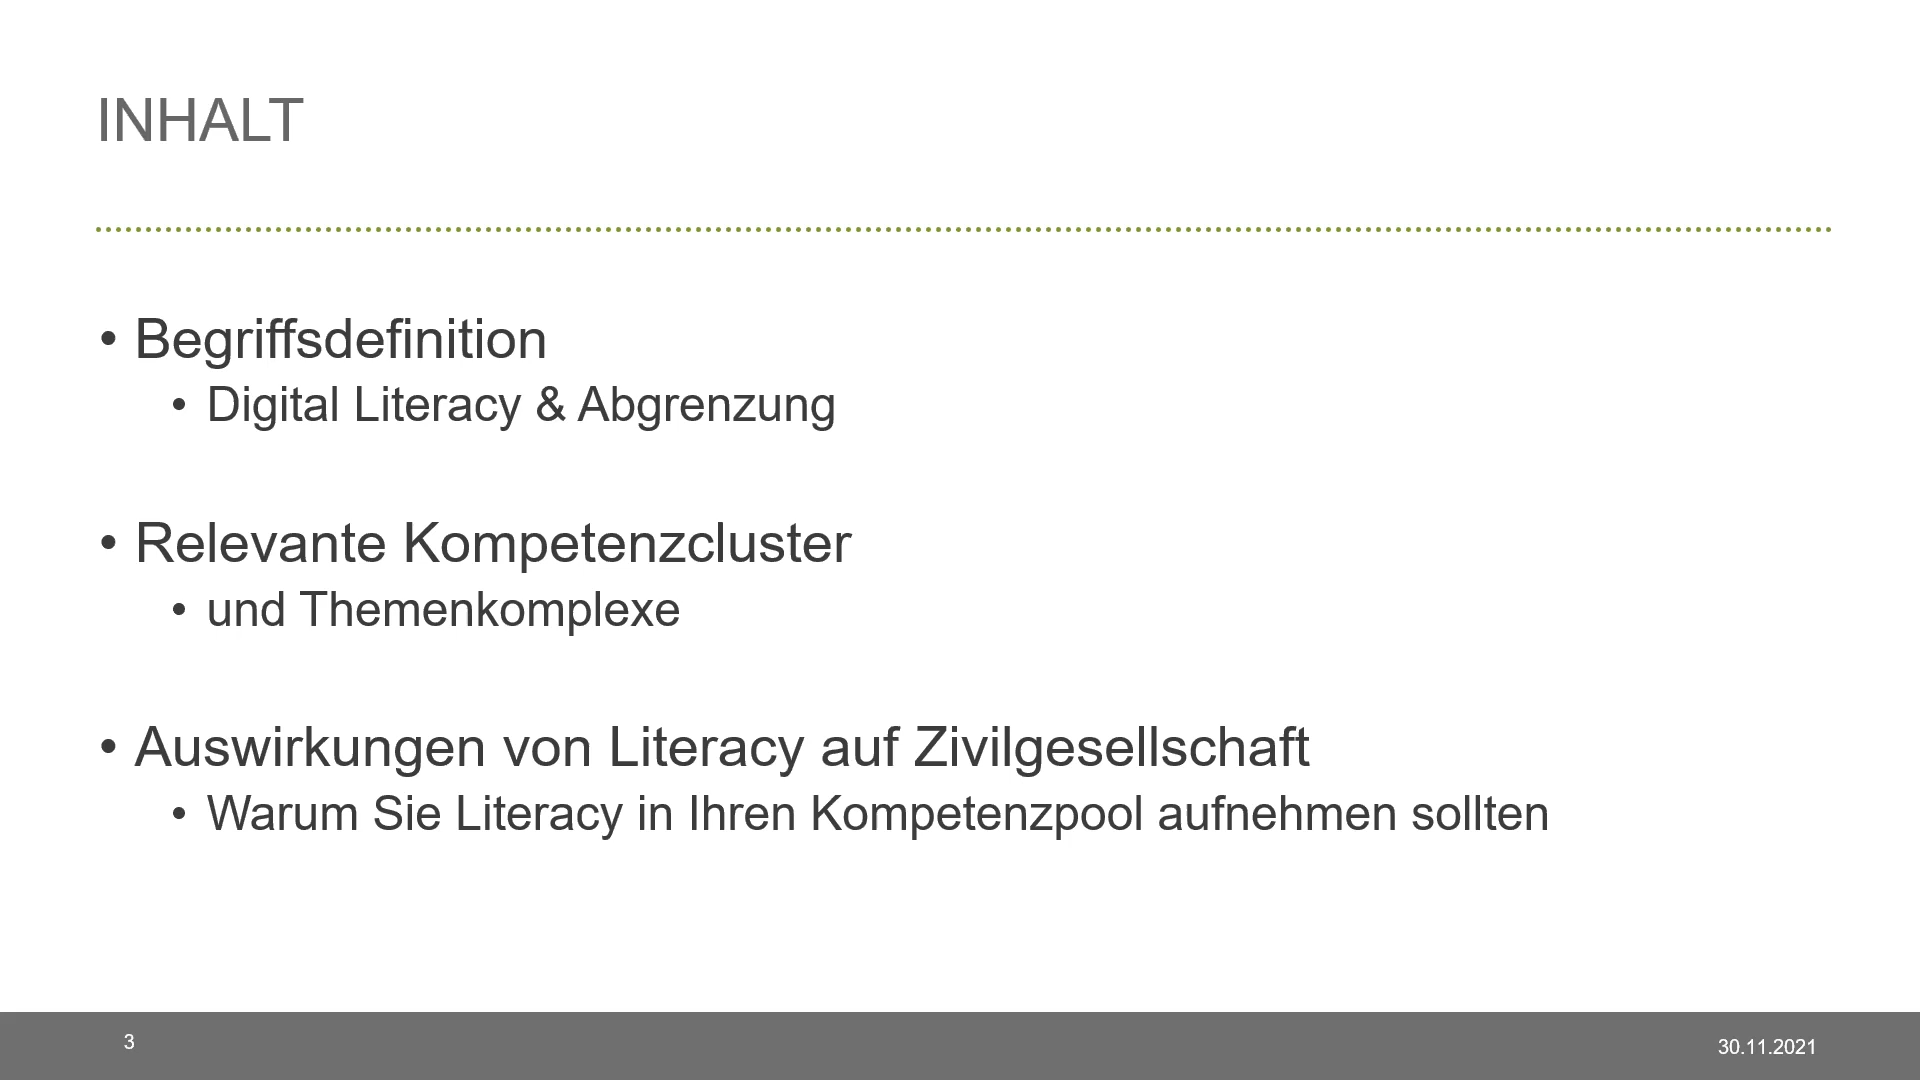 INHALT
• Begriffsdefinition
• Digital Literacy & Abgrenzung
• Relevante Kompetenzcluster
• und Themenkomplexe
• Auswirkungen von Literacy auf Zivilgesellschaft
• Warum Sie Literacy in Ihren Kompetenzpool aufnehmen sollten
3
30.11.2021